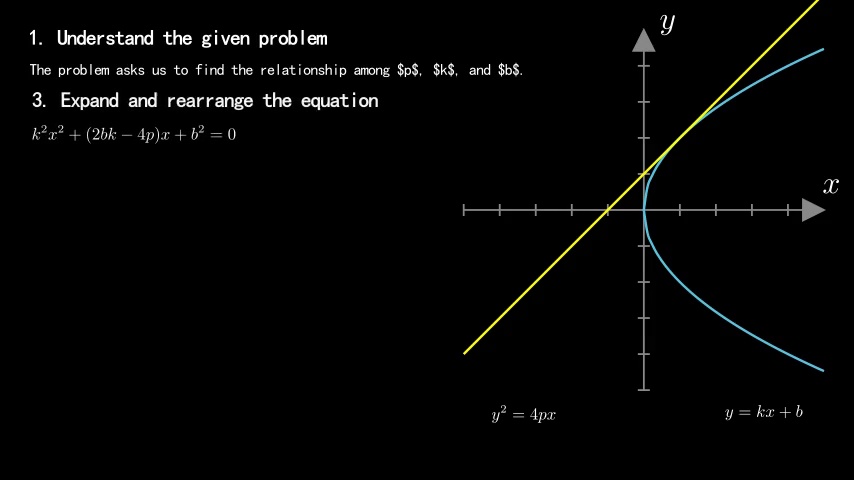 1. Understand the given problem
The problem asks us to find the relationship among $p$, $k$, and $b$.
3. Expand and rearrange the equation
k²x² + (2bk − 4p)x + b² = 0
y
x
y² = 4px
y = kx + b